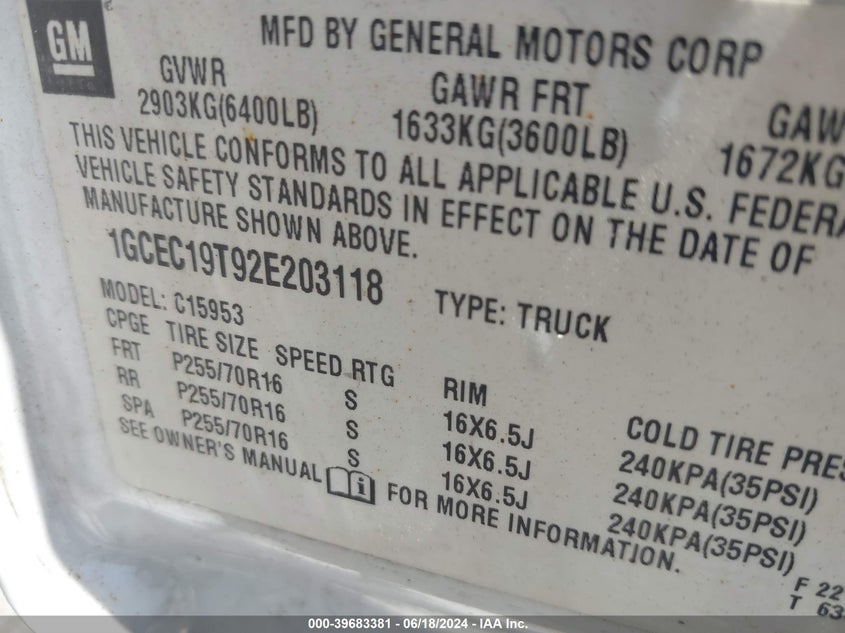 GM
MFD BY GENERAL MOTORS CORP
GVWR GAWR FRT
2903KG(6400LB) 1633KG(3600LB) 1672KG
THIS VEHICLE CONFORMS TO ALL APPLICABLE U.S.
VEHICLE SAFETY STANDARDS IN EFFECT ON THE DATE OF
MANUFACTURE SHOWN ABOVE.
1GCEC19T92E203118 TYPE: TRUCK
MODEL: C15953
CPGE TIRE SIZE SPEED RTG RIM COLD TIRE
FRT P255/70R16 S 16X6.5J 240KPA(35PSI)
RR P255/70R16 S 16X6.5J 240KPA(35PSI)
SPA P255/70R16 S 16X6.5J 240KPA(35PSI)
SEE OWNER'S MANUAL i FOR MORE INFORMATION.
F 22
T 63
000-39683381 - 06/18/2024 - IAA Inc.